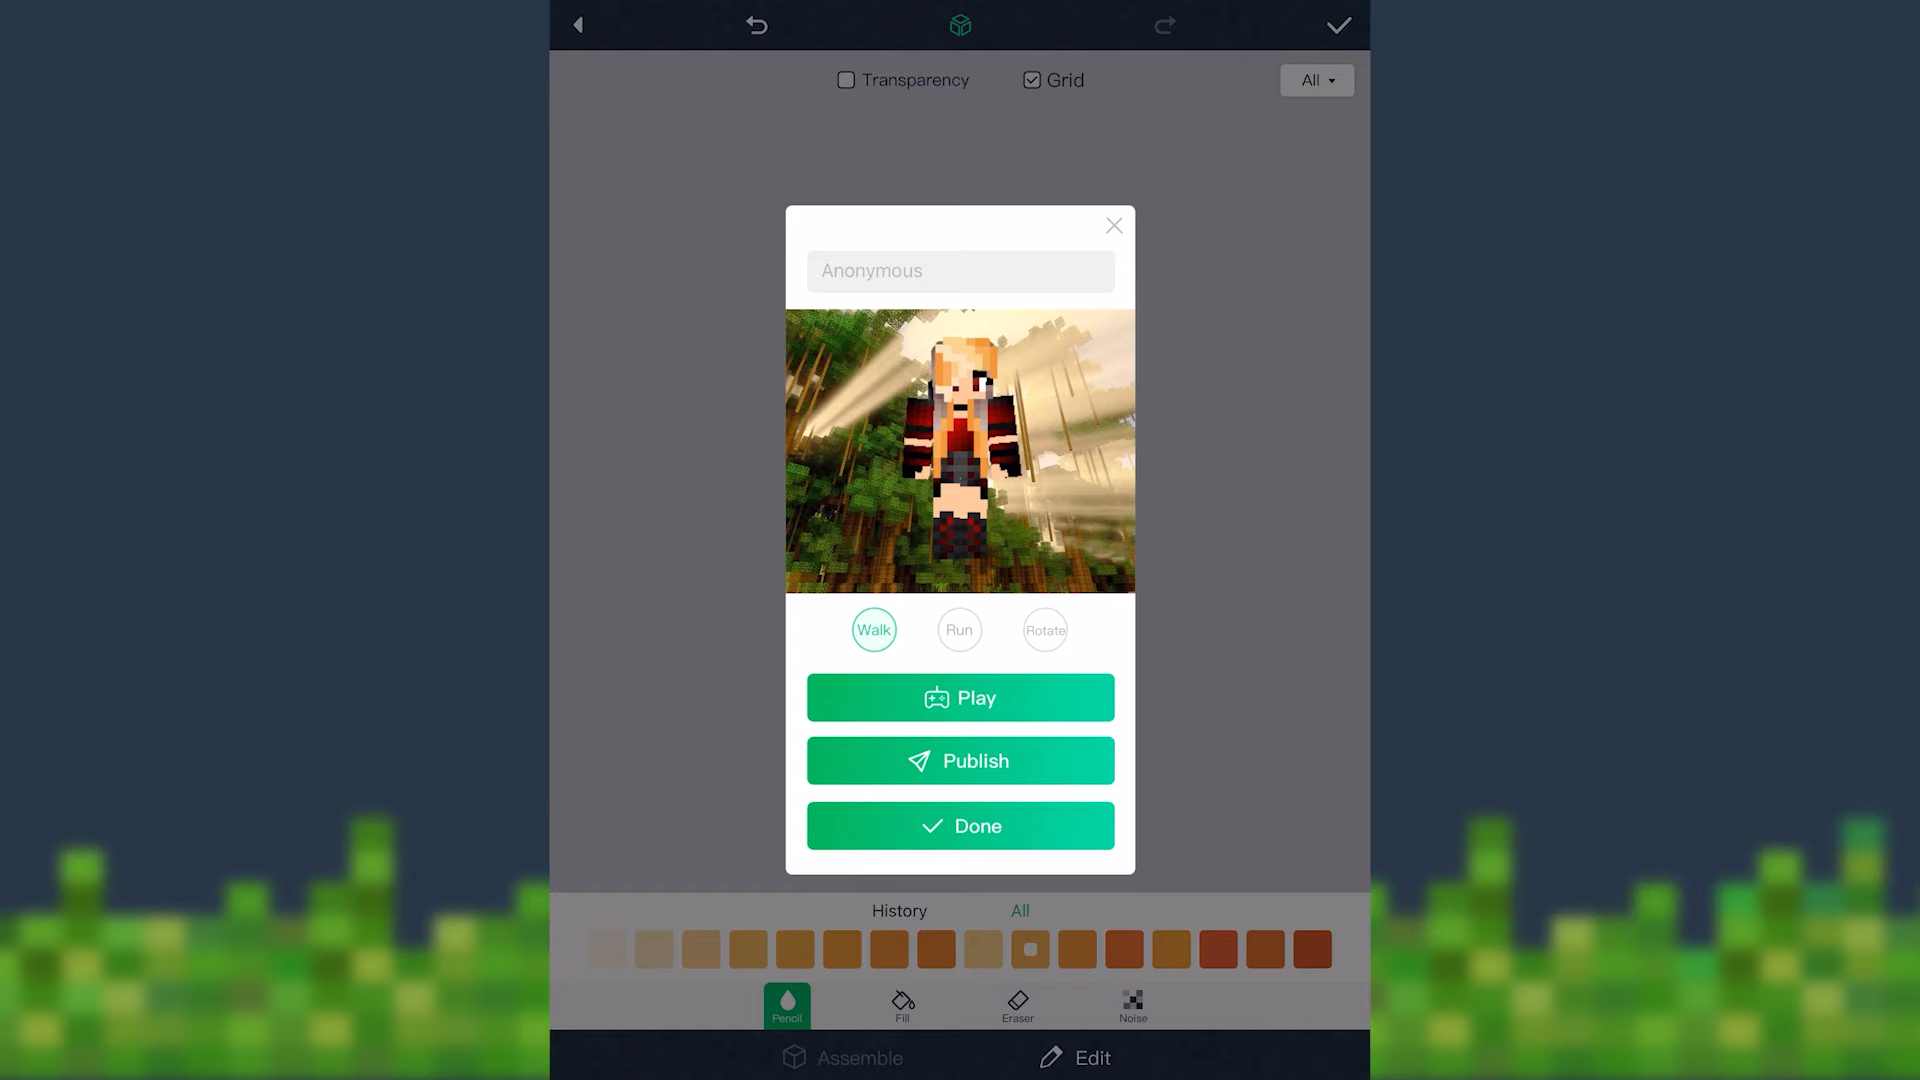 Transparency Grid All
Anonymous
Walk Run Rotate
Play
Publish
Done
History All
Pencil Fill Eraser Noise
Assemble Edit